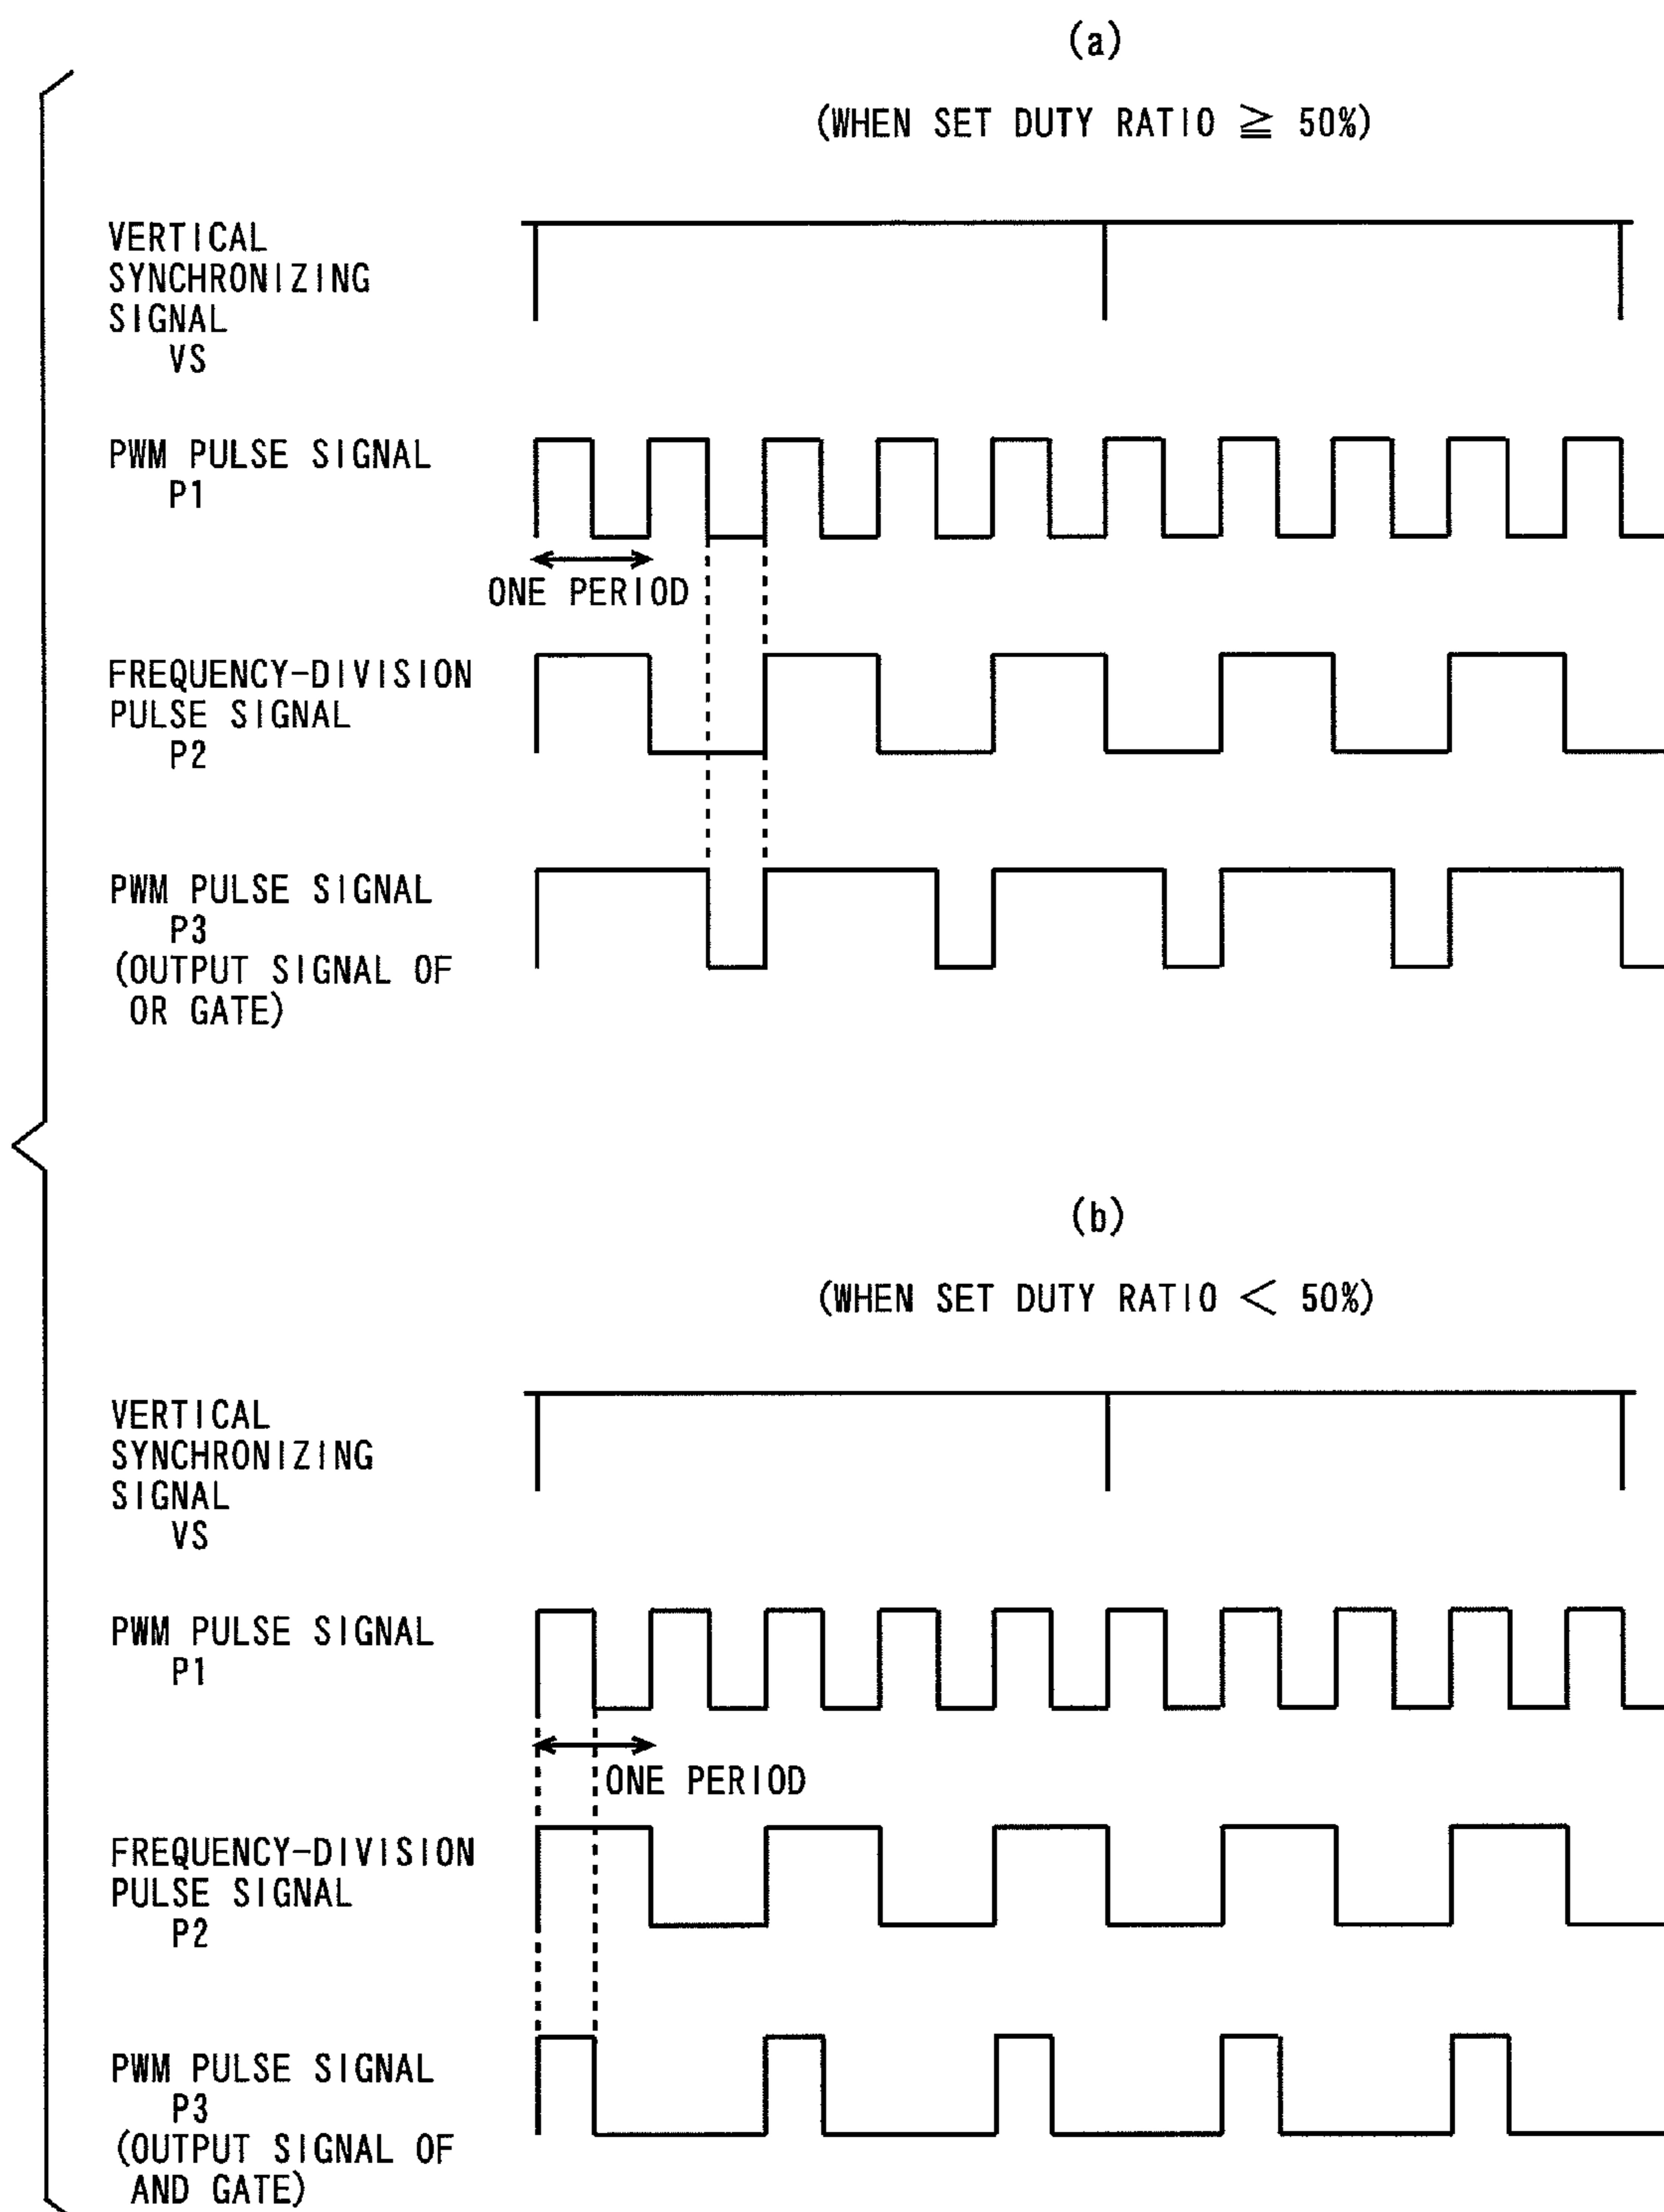 (a)
(WHEN SET DUTY RATIO ≧ 50%)
VERTICAL
SYNCHRONIZING
SIGNAL
VS
PWM PULSE SIGNAL
P1
ONE PERIOD
FREQUENCY-DIVISION
PULSE SIGNAL
P2
PWM PULSE SIGNAL
P3
(OUTPUT SIGNAL OF
OR GATE)
(b)
(WHEN SET DUTY RATIO < 50%)
VERTICAL
SYNCHRONIZING
SIGNAL
VS
PWM PULSE SIGNAL
P1
ONE PERIOD
FREQUENCY-DIVISION
PULSE SIGNAL
P2
PWM PULSE SIGNAL
P3
(OUTPUT SIGNAL OF
AND GATE)